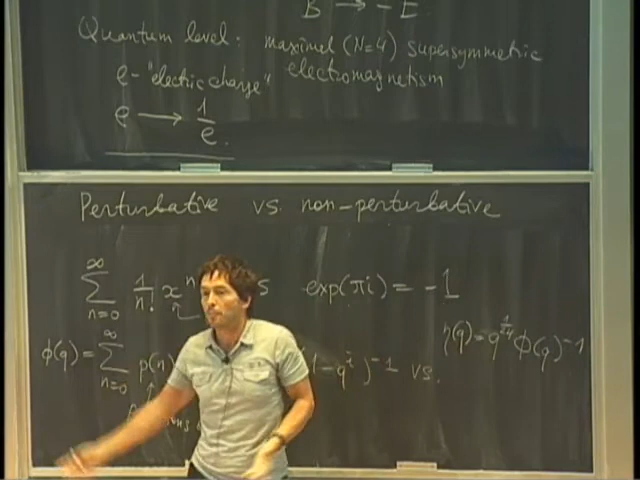 B → - E
Quantum level: maximal (N=4) supersymmetric
e - "electric charge" electromagnetism
e → 1/e.
Perturbative vs. non-perturbative
∑_{n=0}^{∞} 1/n! x^n s exp(πi) = -1
η(q) = q^{1/24} ϕ(q)^{-1}
ϕ(q) = ∑_{n=0}^{∞} p(n) (1-q^i)^{-1} vs.